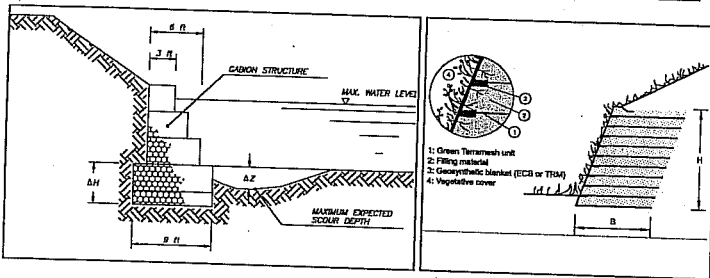 6 ft
3 ft
GABION STRUCTURE
MAX. WATER LEVEL
ΔH
ΔZ
MAXIMUM EXPECTED
SCOUR DEPTH
9 ft
4
3
2
1
1: Green Terramesh unit
2: Filling material
3: Geosynthetic blanket (ECB or TRM)
4: Vegetative cover
H
B